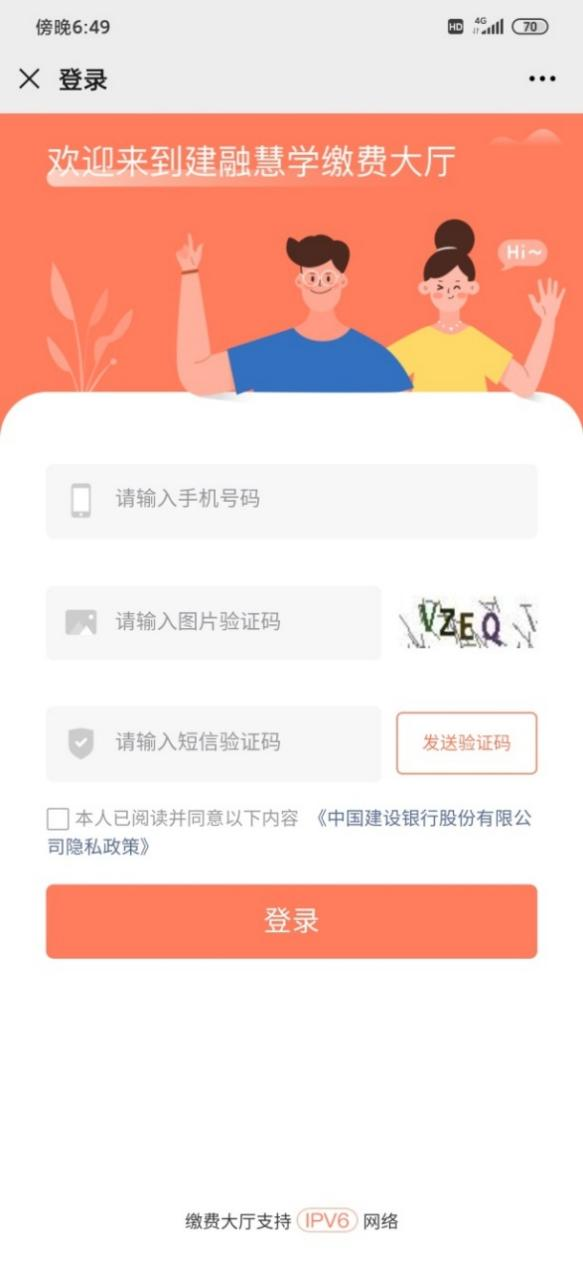 傍晚6:49
HD 4G 70
登录
欢迎来到建融慧学缴费大厅
Hi~
请输入手机号码
请输入图片验证码
VZEQ
请输入短信验证码
发送验证码
本人已阅读并同意以下内容 《中国建设银行股份有限公
司隐私政策》
登录
缴费大厅支持 IPV6 网络